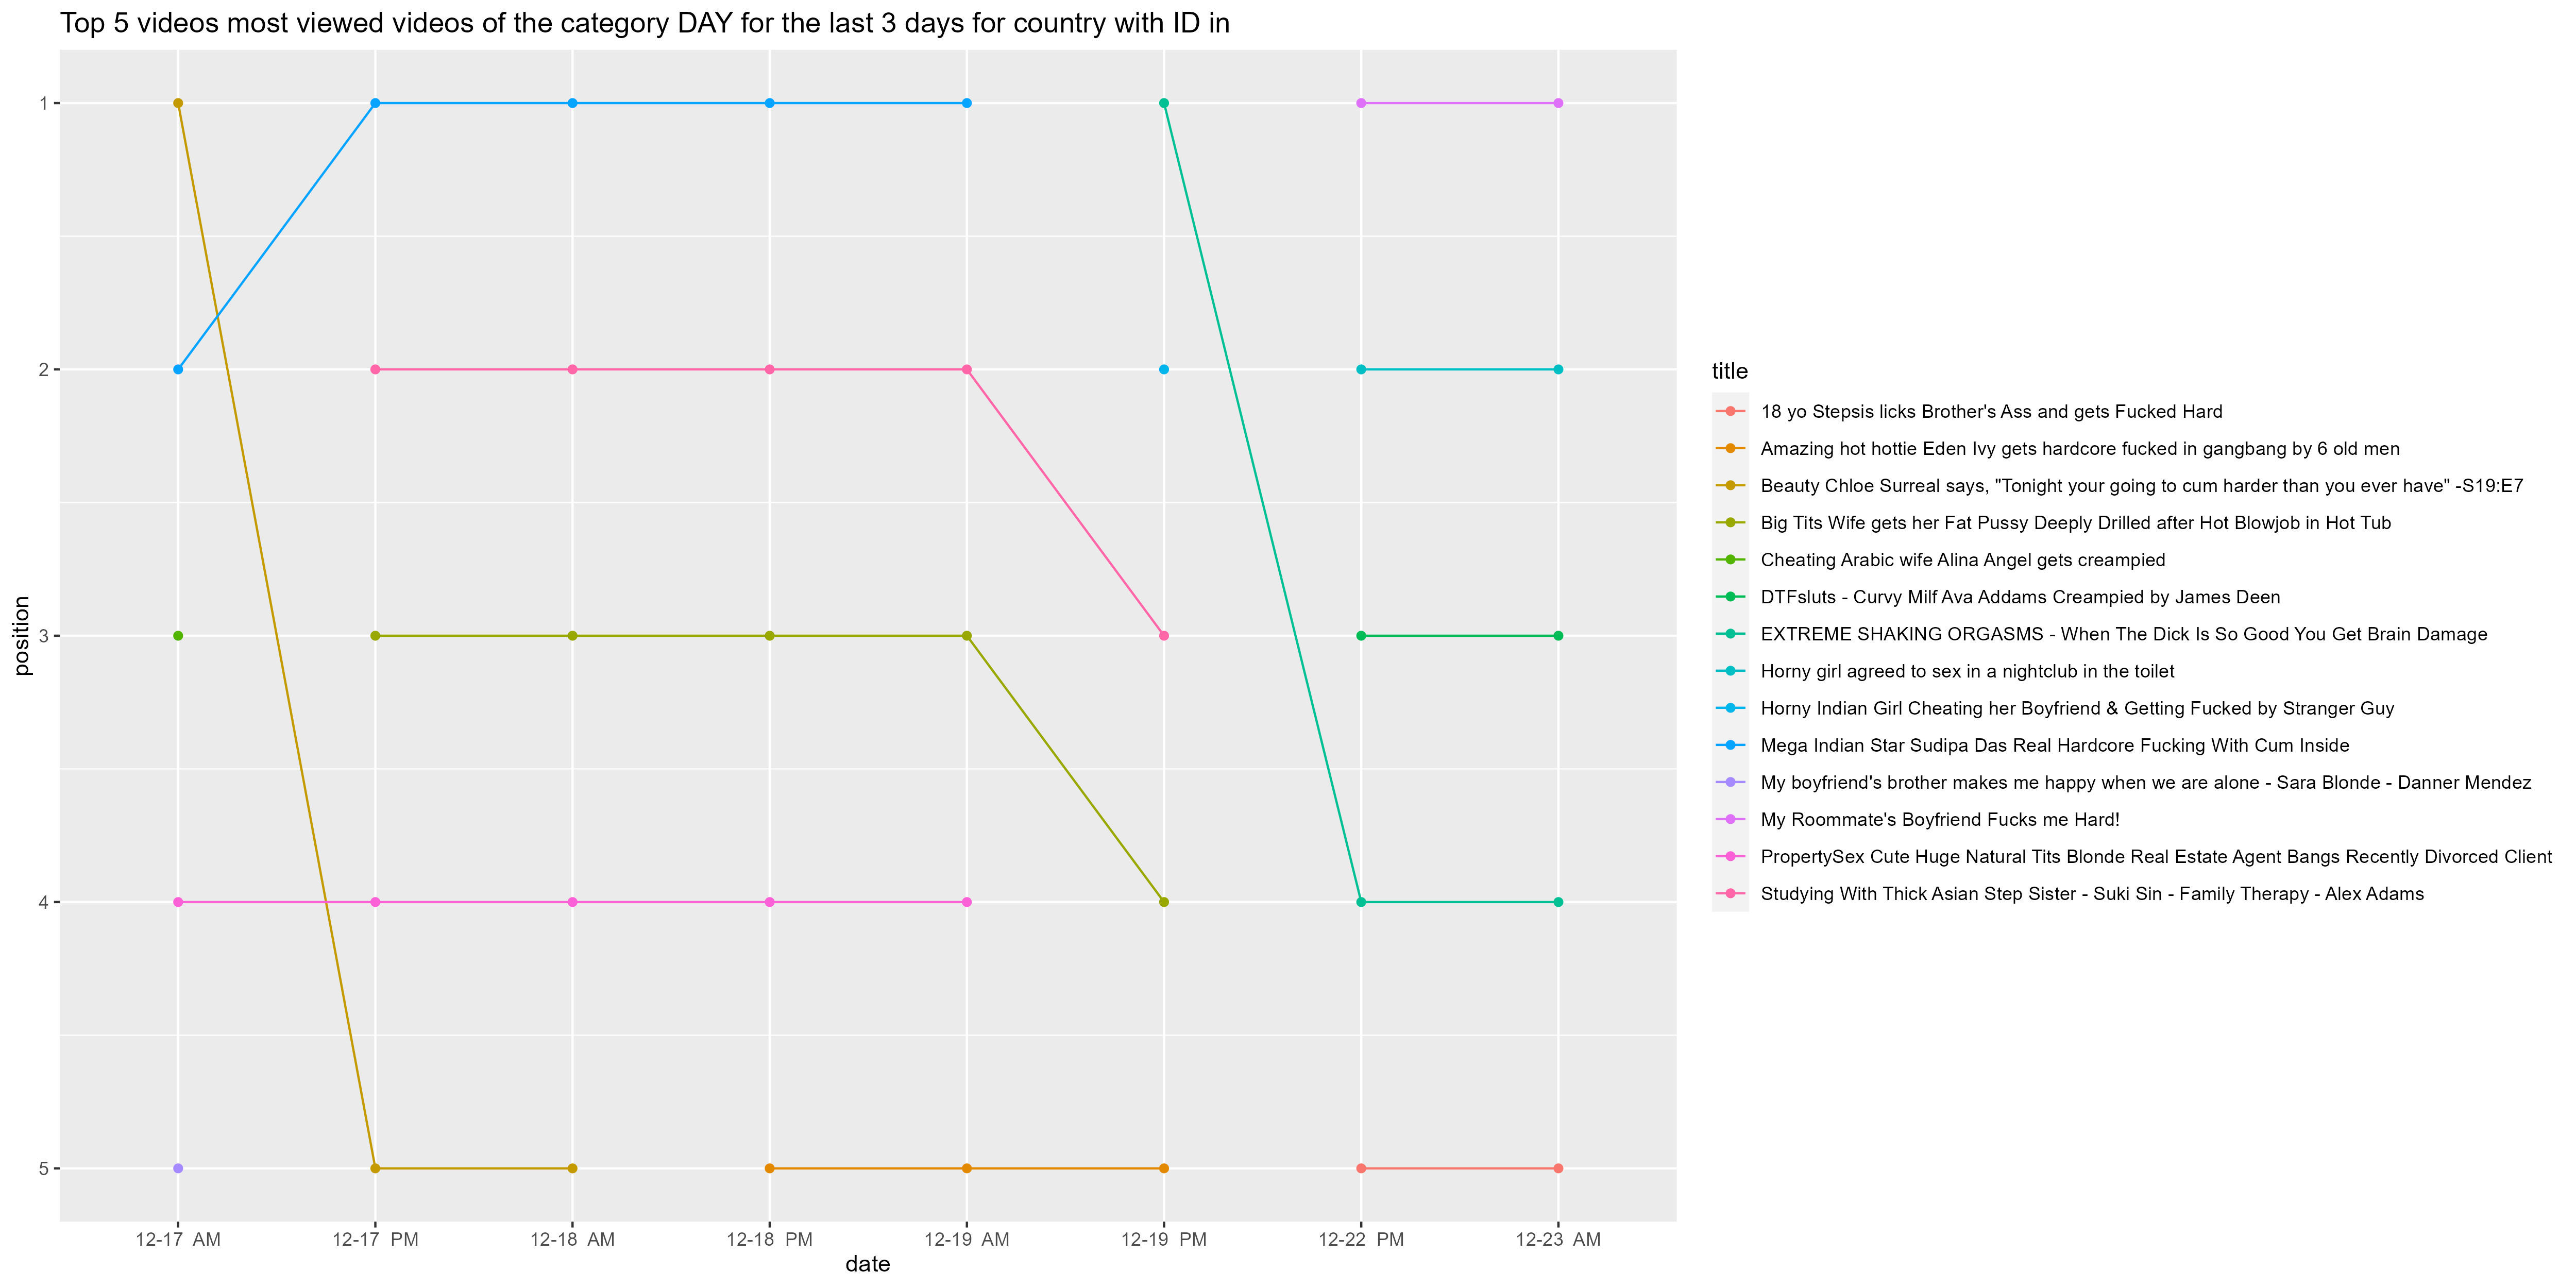 Top 5 videos most viewed videos of the category DAY for the last 3 days for country with ID in
position
1
2
3
4
5
12-17 AM
12-17 PM
12-18 AM
12-18 PM
12-19 AM
12-19 PM
12-22 PM
12-23 AM
date
title
18 yo Stepsis licks Brother's Ass and gets Fucked Hard
Amazing hot hottie Eden Ivy gets hardcore fucked in gangbang by 6 old men
Beauty Chloe Surreal says, "Tonight your going to cum harder than you ever have" -S19:E7
Big Tits Wife gets her Fat Pussy Deeply Drilled after Hot Blowjob in Hot Tub
Cheating Arabic wife Alina Angel gets creampied
DTFsluts - Curvy Milf Ava Addams Creampied by James Deen
EXTREME SHAKING ORGASMS - When The Dick Is So Good You Get Brain Damage
Horny girl agreed to sex in a nightclub in the toilet
Horny Indian Girl Cheating her Boyfriend & Getting Fucked by Stranger Guy
Mega Indian Star Sudipa Das Real Hardcore Fucking With Cum Inside
My boyfriend's brother makes me happy when we are alone - Sara Blonde - Danner Mendez
My Roommate's Boyfriend Fucks me Hard!
PropertySex Cute Huge Natural Tits Blonde Real Estate Agent Bangs Recently Divorced Client
Studying With Thick Asian Step Sister - Suki Sin - Family Therapy - Alex Adams